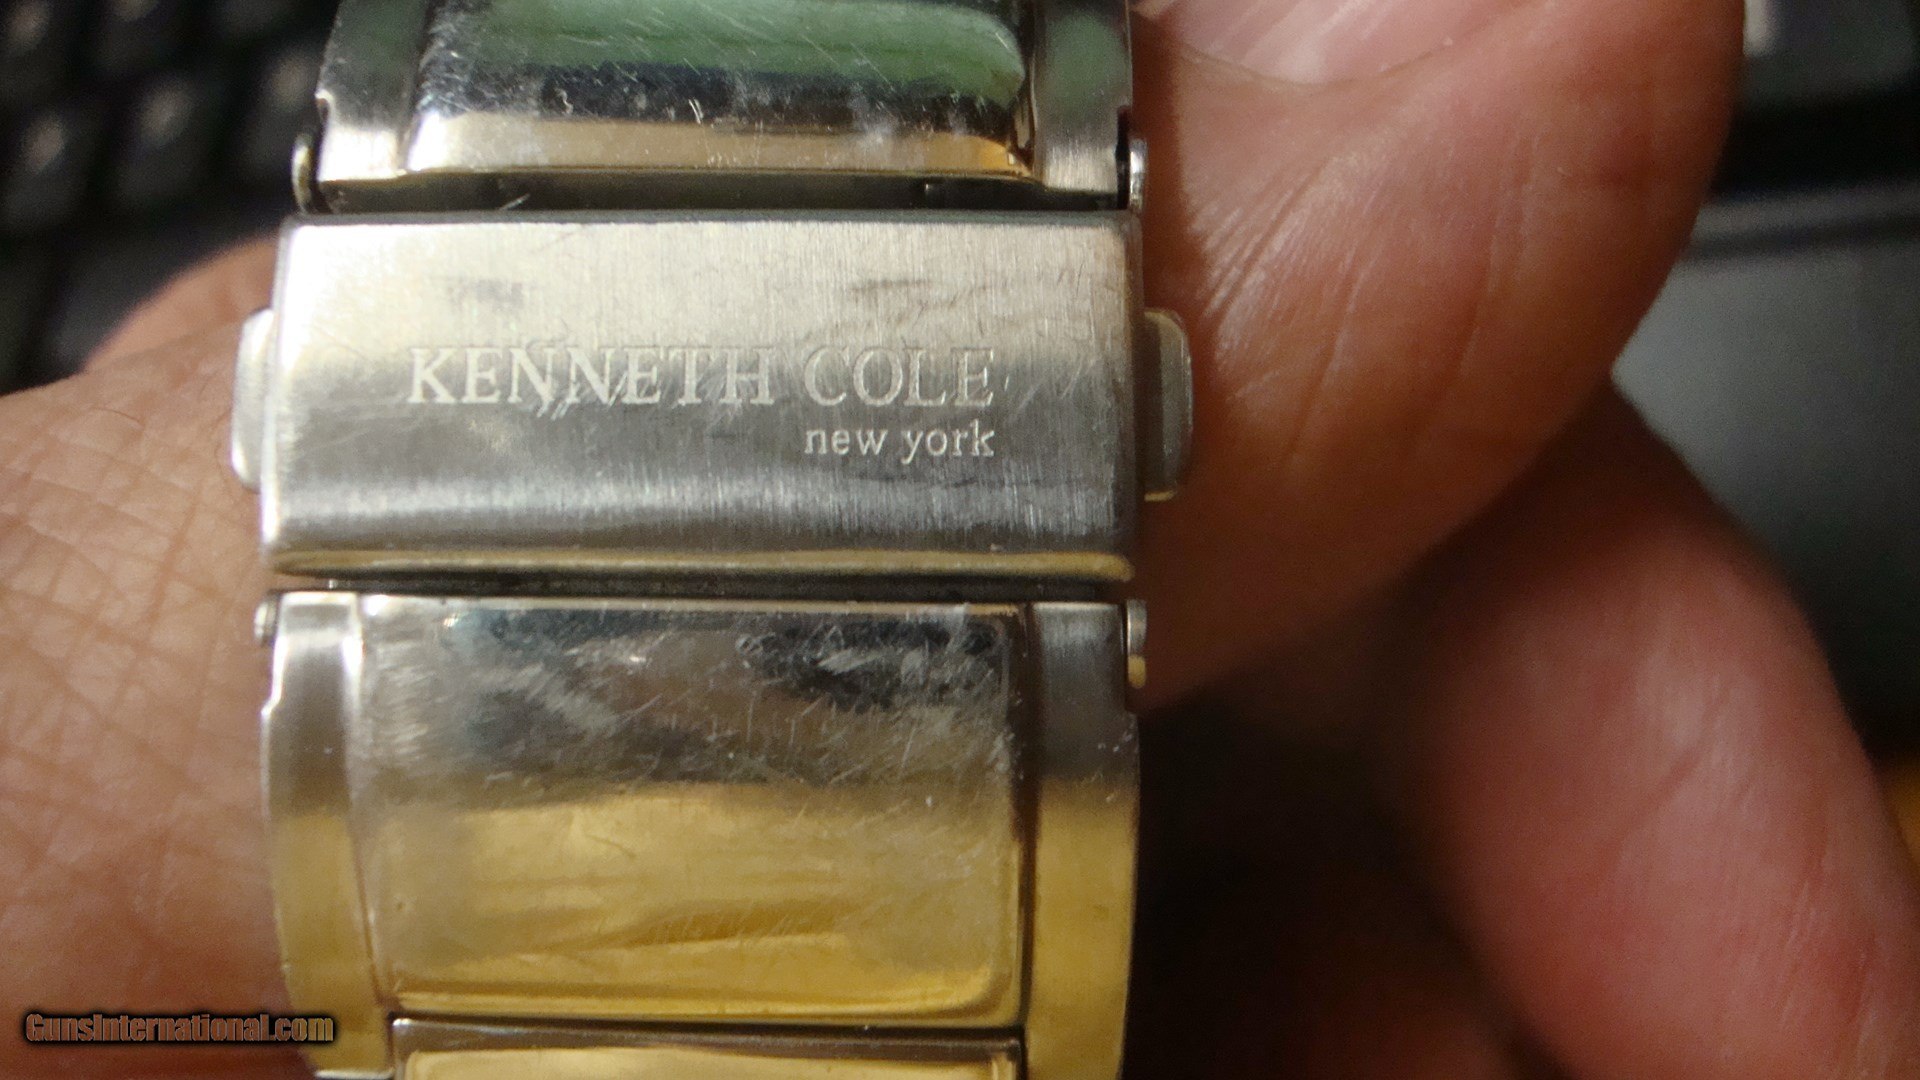 KENNETH COLE
new york
GunsInternational.com